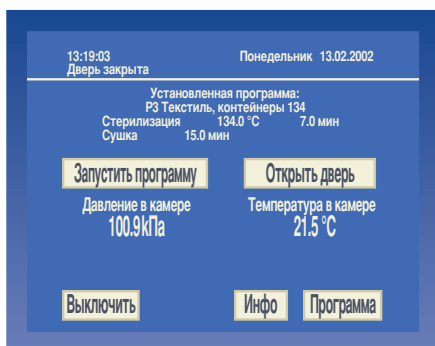 13:19:03 Понедельник 13.02.2002
Дверь закрыта
Установленная программа:
P3 Текстиль, контейнеры 134
Стерилизация 134.0 °C 7.0 мин
Сушка 15.0 мин
Запустить программу Открыть дверь
Давление в камере Температура в камере
100.9кПа 21.5 °C
Выключить Инфо Программа